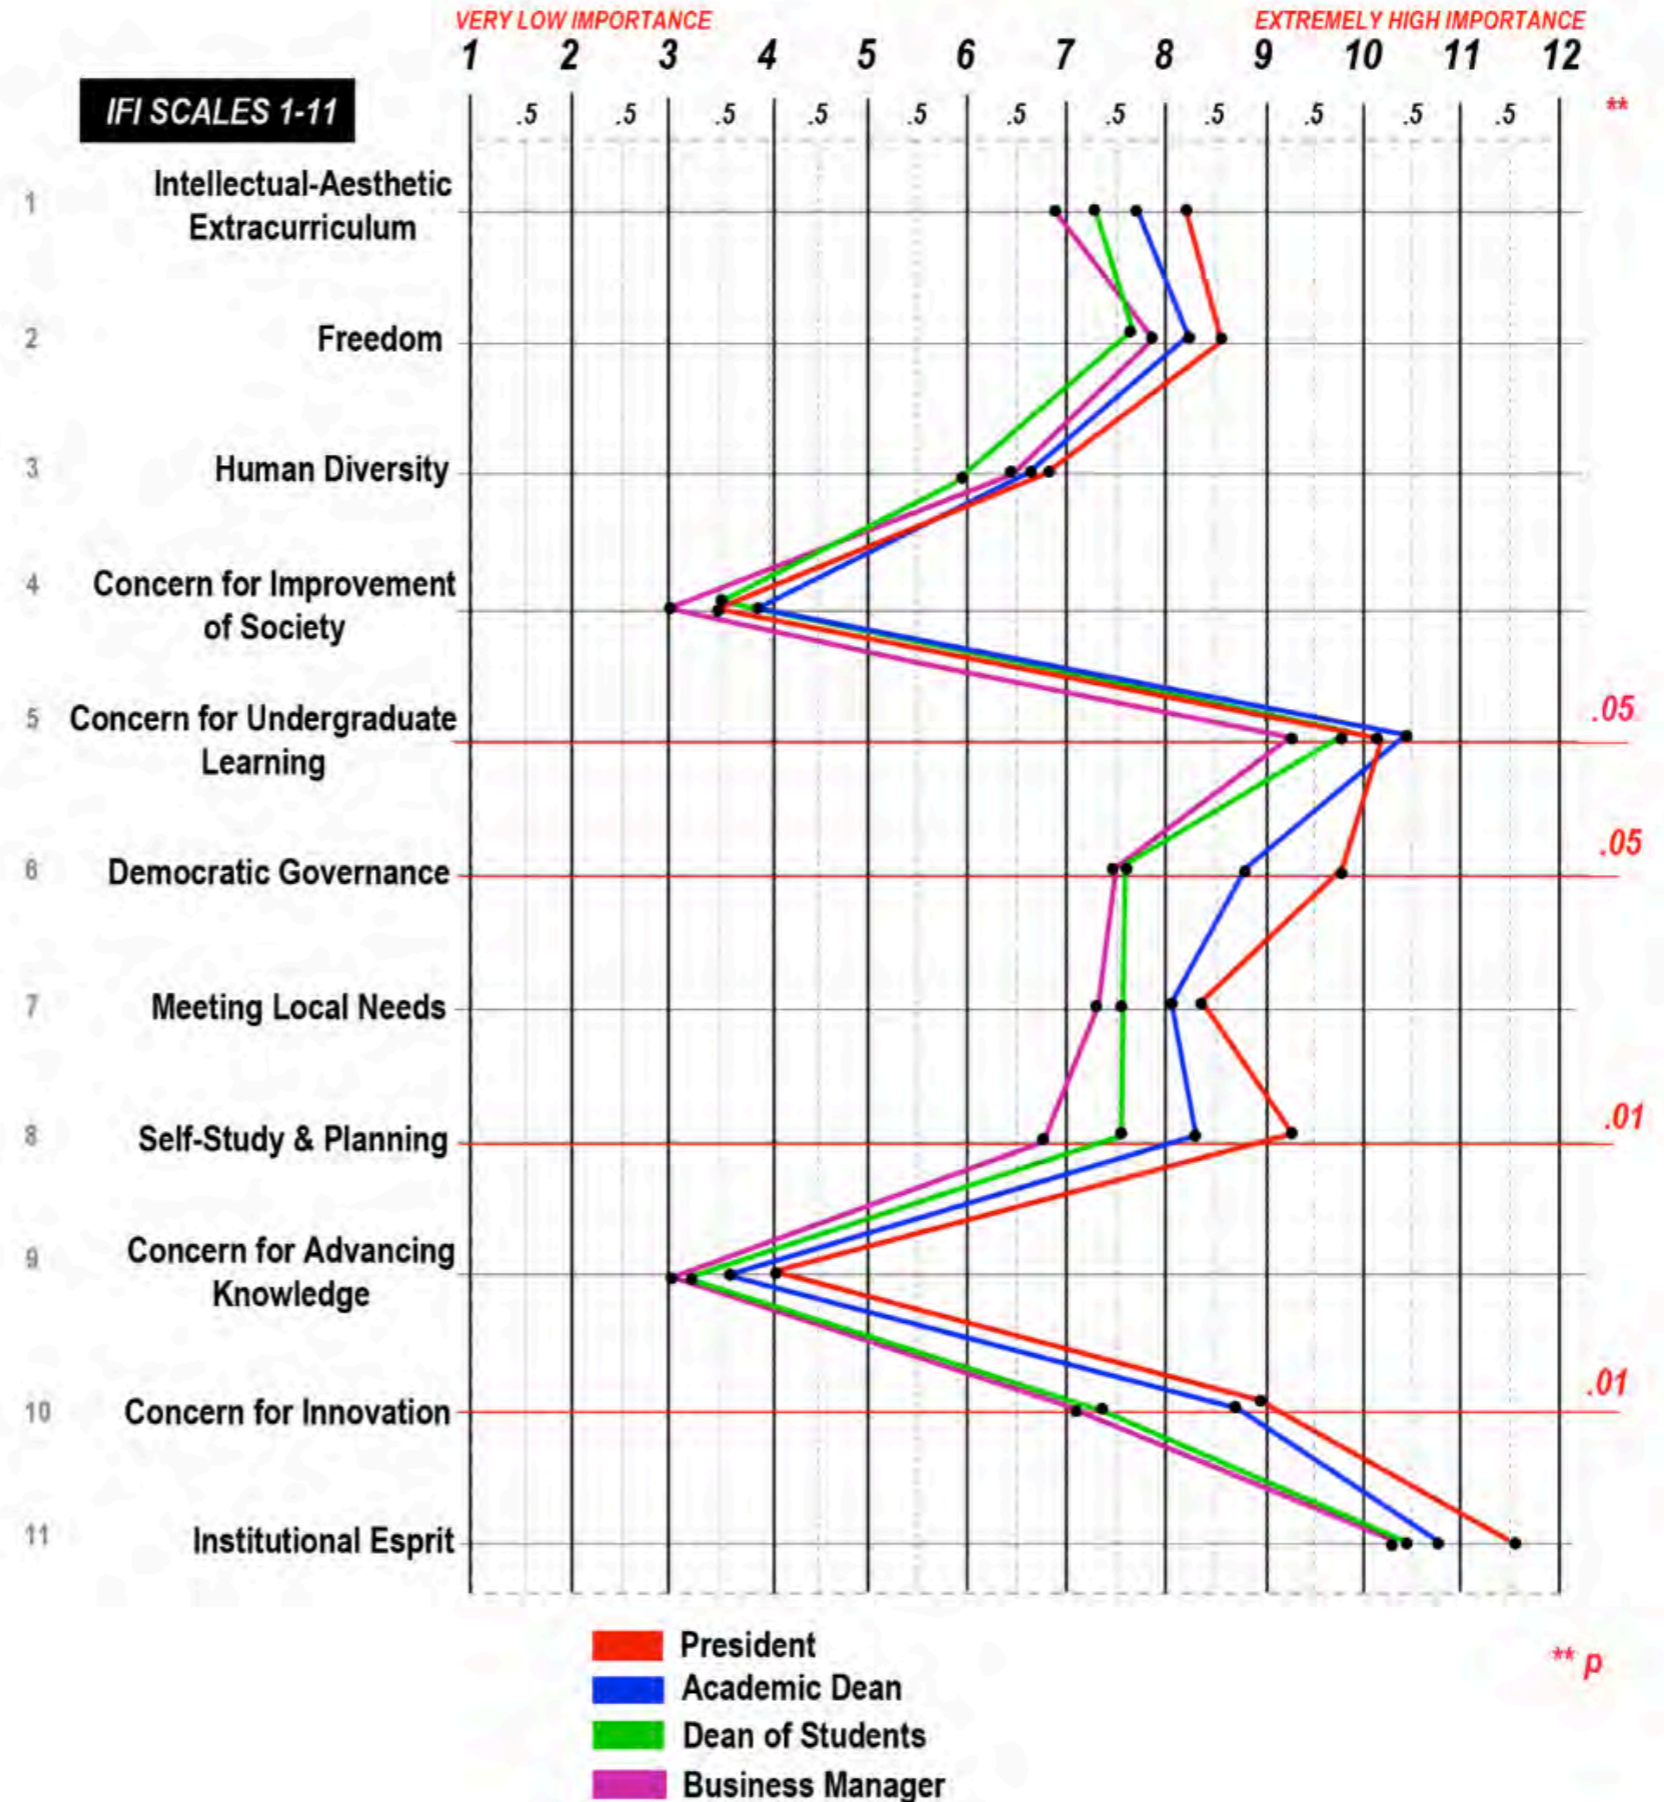 VERY LOW IMPORTANCE EXTREMELY HIGH IMPORTANCE
1 2 3 4 5 6 7 8 9 10 11 12
IFI SCALES 1-11 .5 .5 .5 .5 .5 .5 .5 .5 .5 .5 .5 **
1 Intellectual-Aesthetic
Extracurriculum
2 Freedom
3 Human Diversity
4 Concern for Improvement
of Society
5 Concern for Undergraduate .05
Learning
6 Democratic Governance .05
7 Meeting Local Needs
8 Self-Study & Planning .01
9 Concern for Advancing
Knowledge
10 Concern for Innovation .01
11 Institutional Esprit
President
** p
Academic Dean
Dean of Students
Business Manager